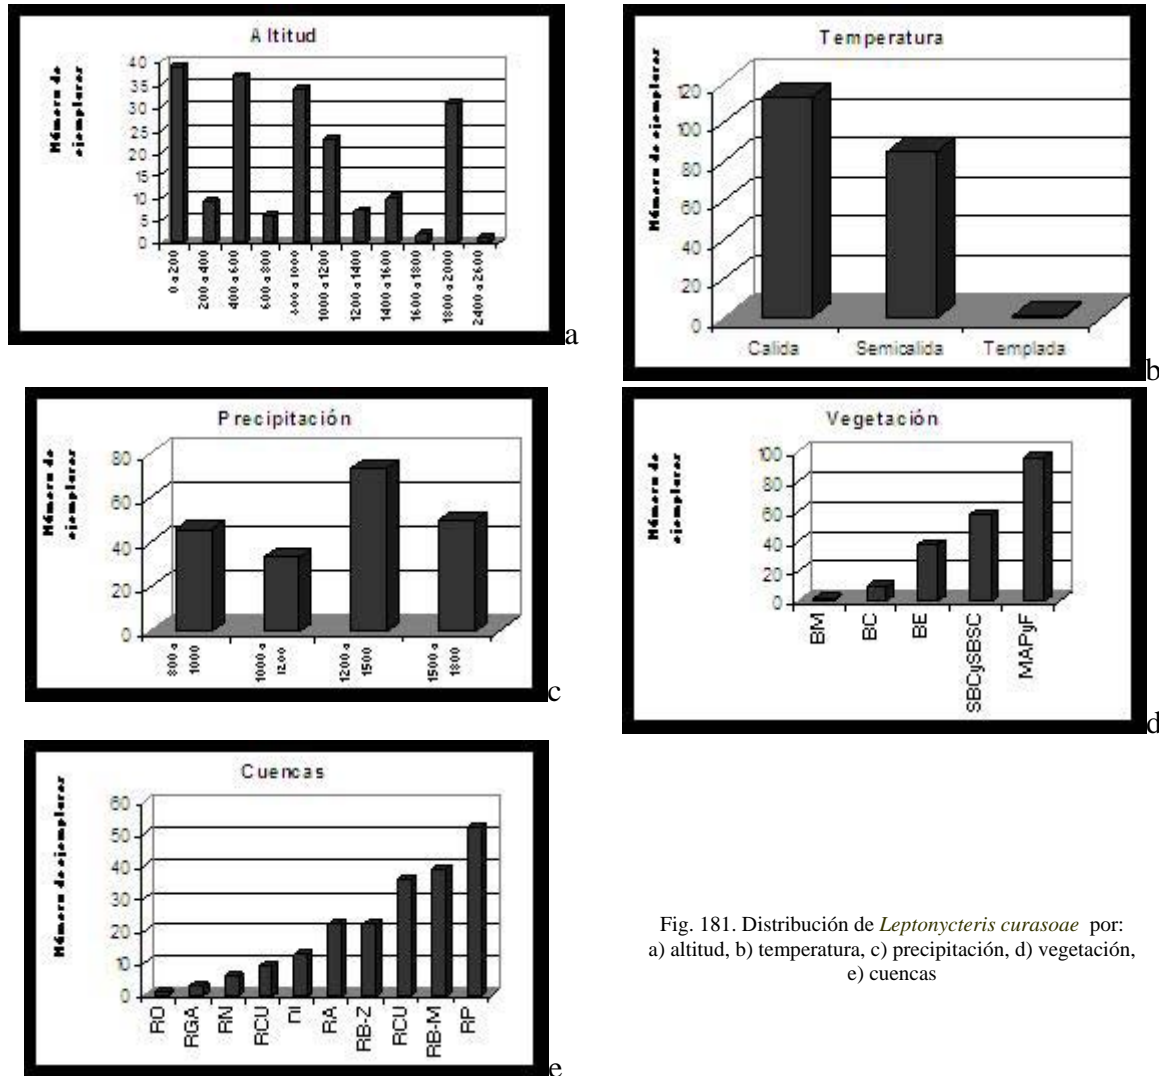 Altitud
Número de
ejemplares
40
35
30
25
20
15
10
5
0
0 a 200
200 a 400
400 a 600
600 a 800
800 a 1000
1000 a 1200
1200 a 1400
1400 a 1600
1600 a 1800
1800 a 2000
2400 a 2600
a
Temperatura
Número de ejemplares
120
100
80
60
40
20
0
Calida
Semicalida
Templada
b
Precipitación
Número de
ejemplares
80
60
40
20
0
800 a
1000
1000 a
1200
1200 a
1500
1500 a
1800
c
Vegetación
Número de
ejemplares
100
80
60
40
20
0
BM
BC
BE
SBCySBSC
MAPyF
d
Cuencas
Número de ejemplares
60
50
40
30
20
10
0
RO
RGA
RN
RCU
RA
RB-Z
RCU
RB-M
RP
e
Fig. 181. Distribución de Leptonycteris curasoae por:
a) altitud, b) temperatura, c) precipitación, d) vegetación,
e) cuencas